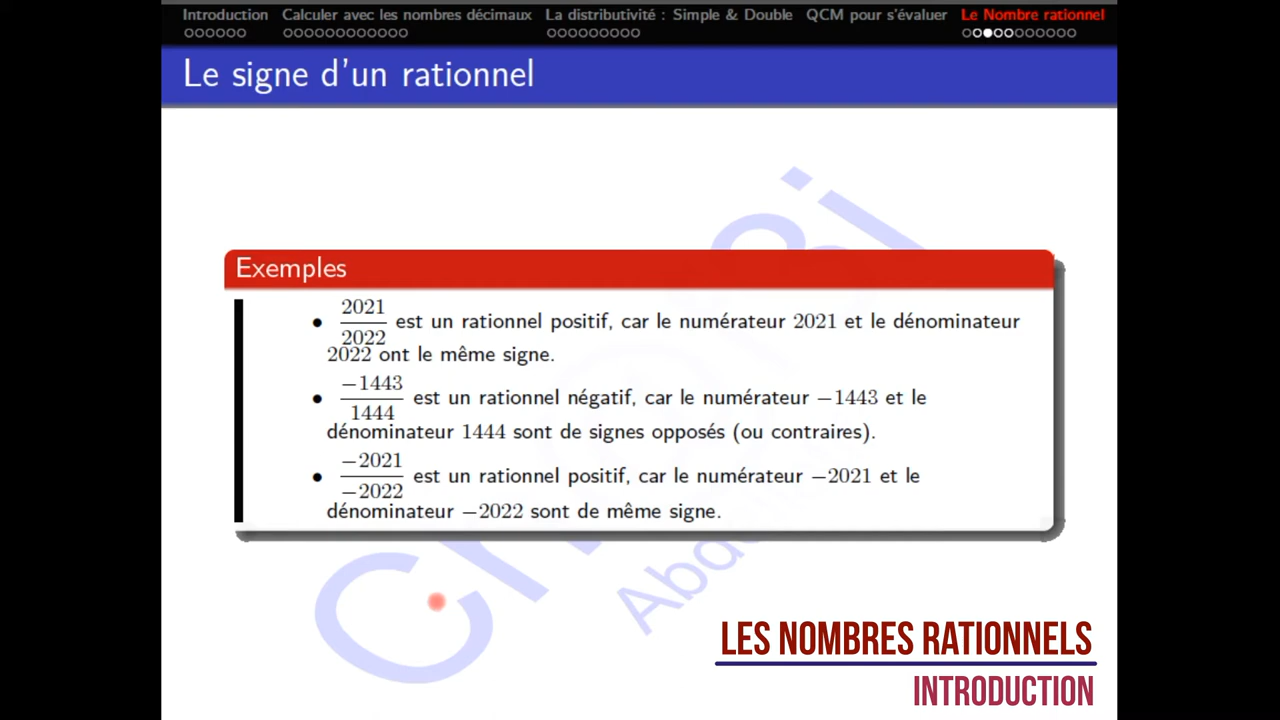 Introduction Calculer avec les nombres décimaux La distributivité : Simple & Double QCM pour s'évaluer Le Nombre rationnel
Le signe d'un rationnel
Exemples
• 2021/2022 est un rationnel positif, car le numérateur 2021 et le dénominateur
2022 ont le même signe.
• −1443/1444 est un rationnel négatif, car le numérateur −1443 et le
dénominateur 1444 sont de signes opposés (ou contraires).
• −2021/−2022 est un rationnel positif, car le numérateur −2021 et le
dénominateur −2022 sont de même signe.
LES NOMBRES RATIONNELS
INTRODUCTION